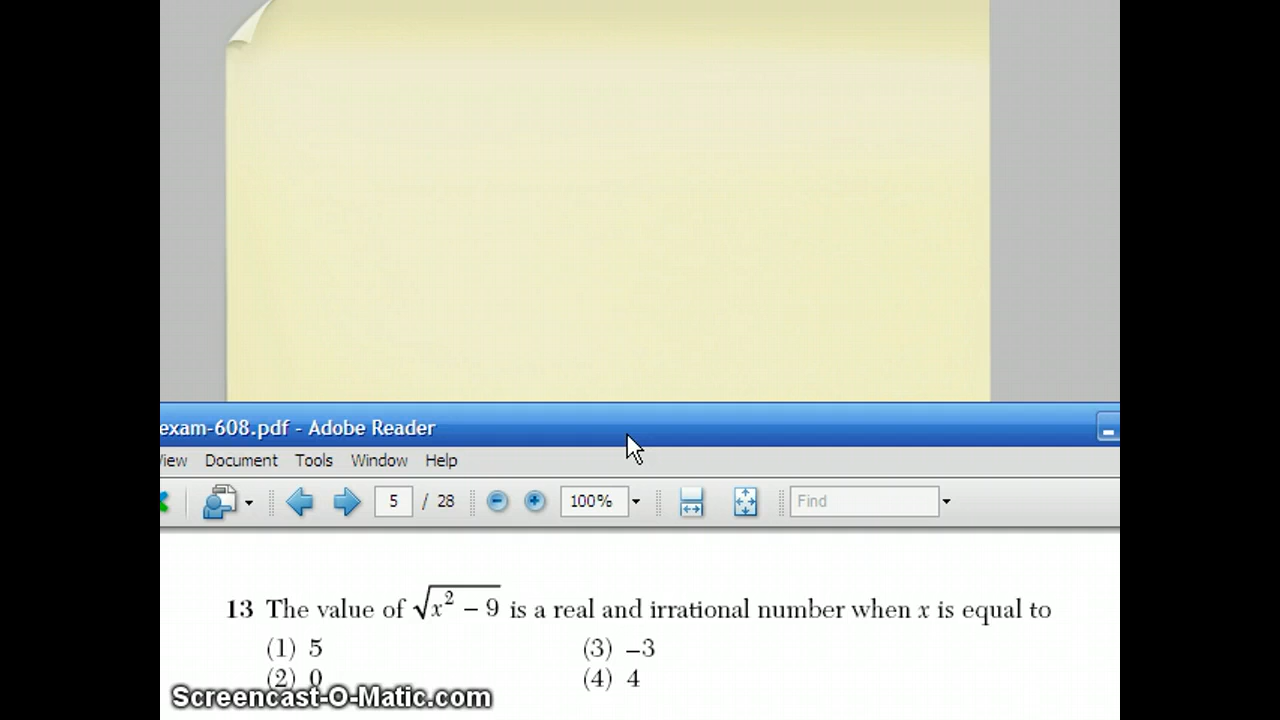 exam-608.pdf - Adobe Reader
View Document Tools Window Help
5 / 28 100% Find
13 The value of √(x² – 9) is a real and irrational number when x is equal to
(1) 5 (3) –3
(2) 0 (4) 4
Screencast-O-Matic.com